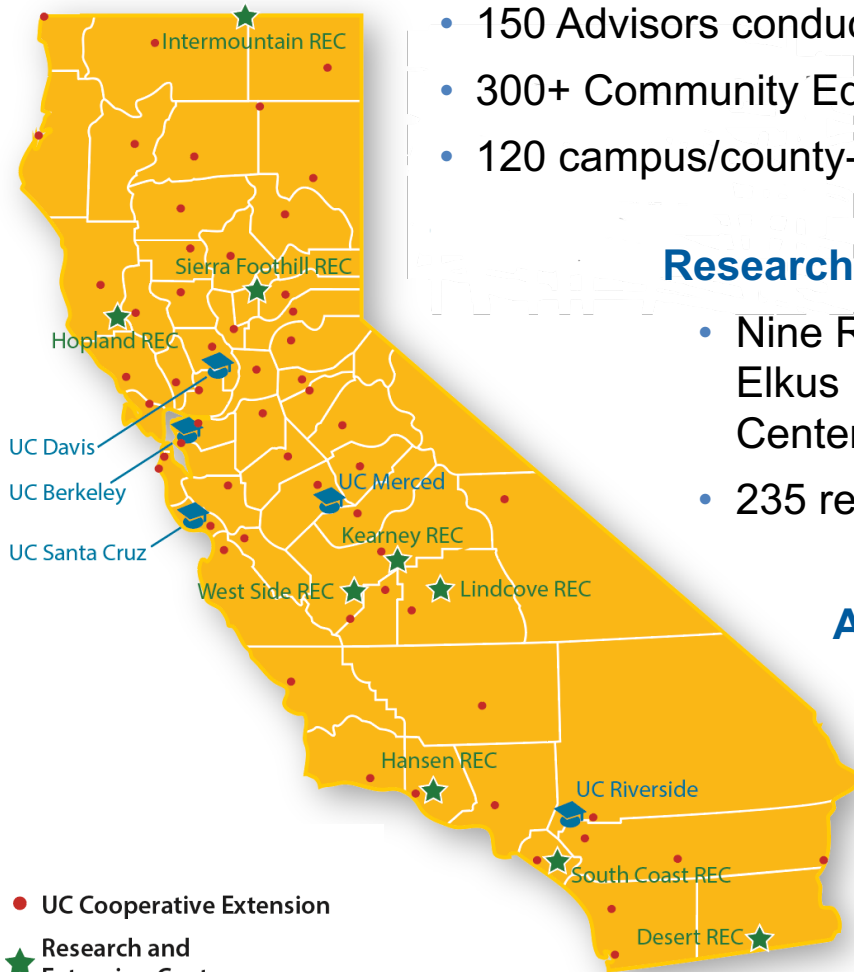 • 150 Advisors conduc
• 300+ Community Ed
• 120 campus/county-
Research
• Nine R
Elkus
Center
• 235 re
A
Intermountain REC
Sierra Foothill REC
Hopland REC
UC Davis
UC Berkeley
UC Merced
UC Santa Cruz
Kearney REC
West Side REC
Lindcove REC
Hansen REC
UC Riverside
South Coast REC
Desert REC
UC Cooperative Extension
Research and